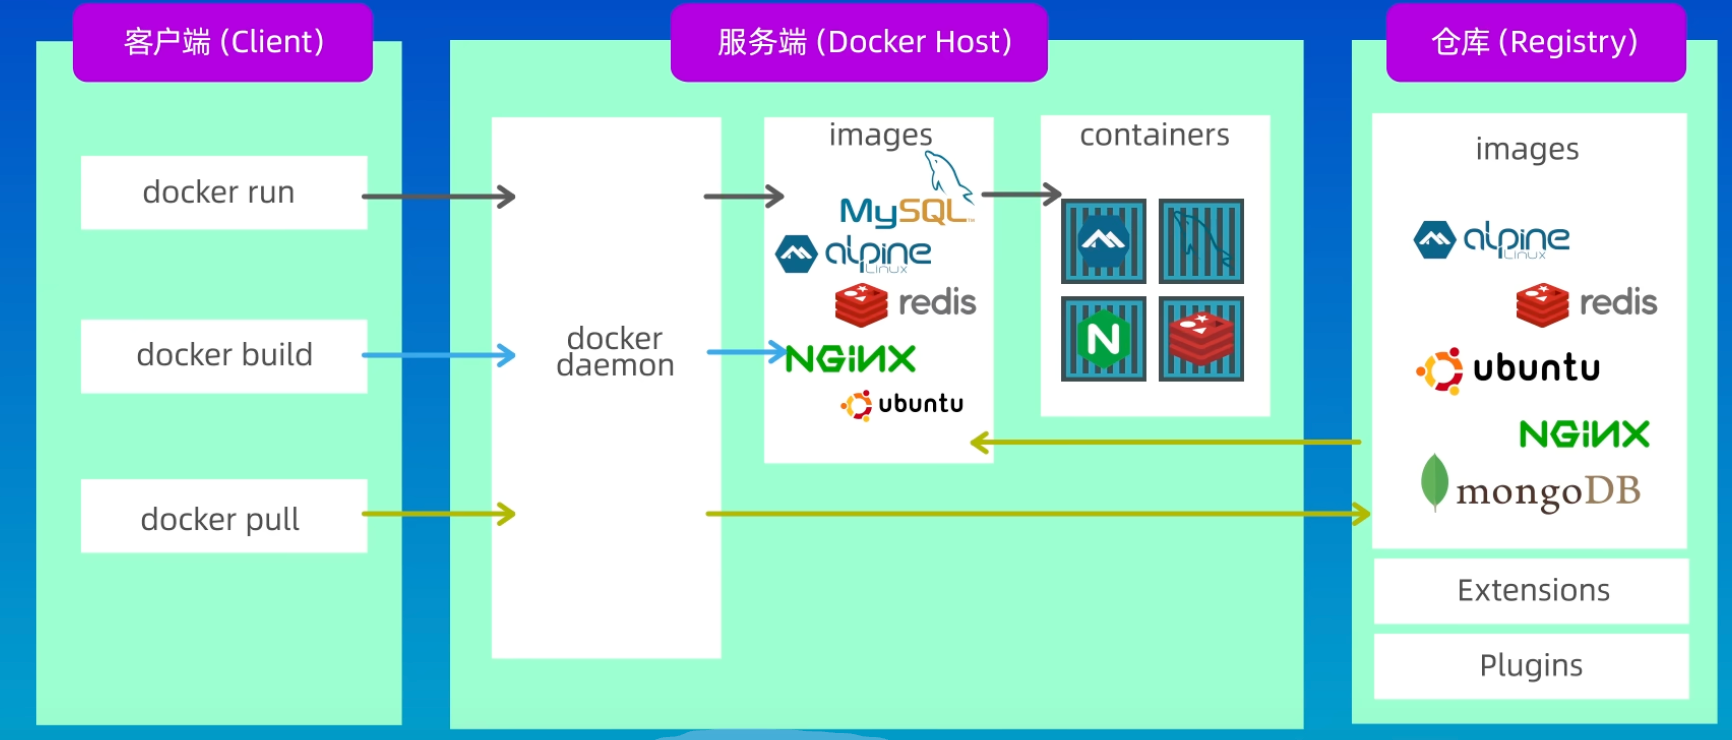 客户端 (Client)
docker run
docker build
docker pull
服务端 (Docker Host)
docker
daemon
images
MySQL™
alpine
Linux
redis
NGiNX
ubuntu
containers
N
仓库 (Registry)
images
alpine
Linux
redis
ubuntu
NGiNX
mongoDB
Extensions
Plugins